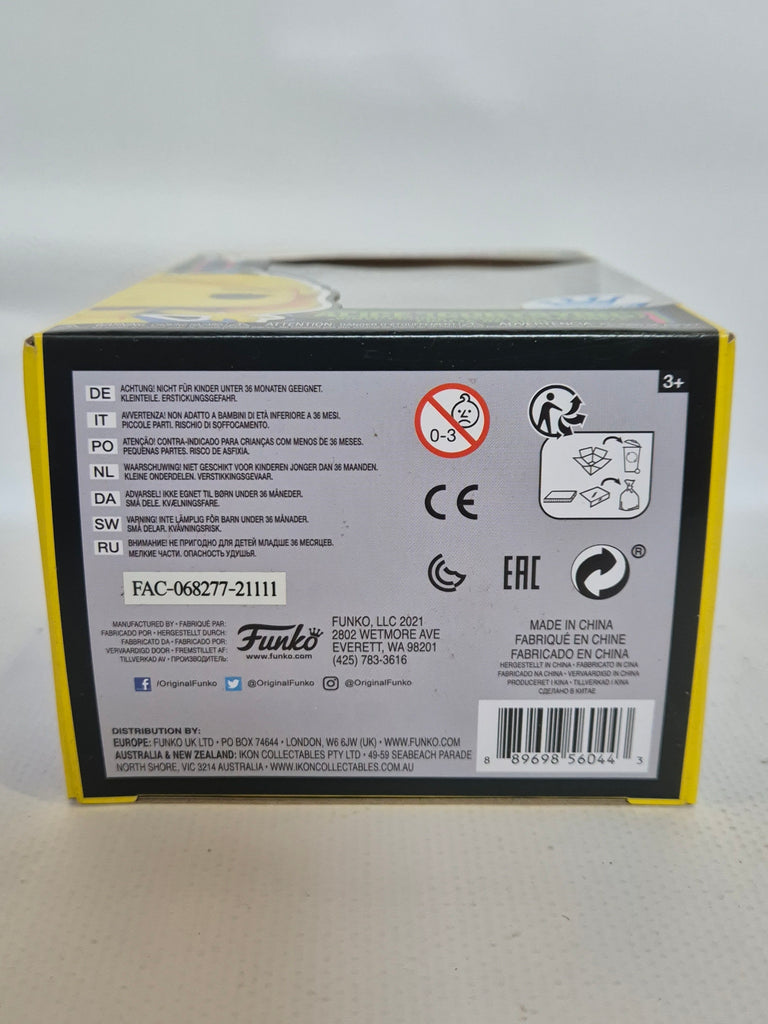 ATTENTION:
ADVERTENCIA
3+
DE ACHTUNG! NICHT FÜR KINDER UNTER 36 MONATEN GEEIGNET.
KLEINTEILE. ERSTICKUNGSGEFAHR.
IT AVVERTENZA! NON ADATTO A BAMBINI DI ETÀ INFERIORE A 36 MESI.
PICCOLE PARTI. RISCHIO DI SOFFOCAMENTO.
PO ATENÇÃO! CONTRA-INDICADO PARA CRIANÇAS COM MENOS DE 36 MESES.
PEQUENAS PARTES. RISCO DE ASFIXIA.
NL WAARSCHUWING! NIET GESCHIKT VOOR KINDEREN JONGER DAN 36 MAANDEN.
KLEINE ONDERDELEN. VERSTIKKINGSGEVAAR.
DA ADVARSEL! IKKE EGNET TIL BØRN UNDER 36 MÅNEDER.
SMÅ DELE. KVÆLNINGSFARE.
SW VARNING! INTE LÄMPLIG FÖR BARN UNDER 36 MÅNADER.
SMÅ DELAR. KVÄVNINGSRISK.
RU ВНИМАНИЕ! НЕ ПРИГОДНО ДЛЯ ДЕТЕЙ МЛАДШЕ 36 МЕСЯЦЕВ.
МЕЛКИЕ ЧАСТИ. ОПАСНОСТЬ УДУШЬЯ.
0-3
CE
EAC
®
FAC-068277-21111
MANUFACTURED BY • FABRIQUÉ PAR:
FABRICADO POR • HERGESTELLT DURCH:
FABBRICATO DA • FABRICADO POR:
VERVAARDIGD DOOR • FREMSTILLET AF:
TILLVERKAD AV • ПРОИЗВОДИТЕЛЬ:
Funko
www.funko.com
FUNKO, LLC 2021
2802 WETMORE AVE
EVERETT, WA 98201
(425) 783-3616
/OriginalFunko @OriginalFunko @OriginalFunko
MADE IN CHINA
FABRIQUÉ EN CHINE
FABRICADO EN CHINA
HERGESTELLT IN CHINA • FABBRICATO IN CINA
FABRICADO NA CHINA • VERVAARDIGD IN CHINA
PRODUCERET I KINA • TILLVERKAD I KINA
СДЕЛАНО В КИТАЕ
DISTRIBUTION BY:
EUROPE: FUNKO UK LTD • PO BOX 74644 • LONDON, W6 6JW (UK) • WWW.FUNKO.COM
AUSTRALIA & NEW ZEALAND: IKON COLLECTABLES PTY LTD • 49-59 SEABEACH PARADE
NORTH SHORE, VIC 3214 AUSTRALIA • WWW.IKONCOLLECTABLES.COM.AU
8 89698 56044 3